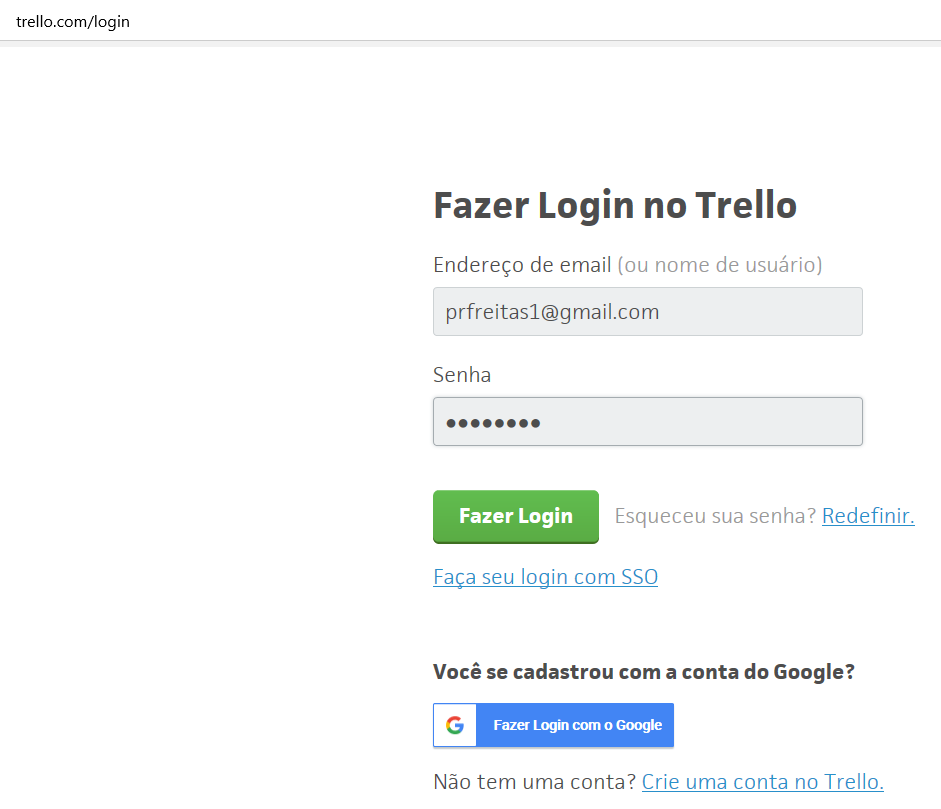 trello.com/login
Fazer Login no Trello
Endereço de email (ou nome de usuário)
prfreitas1@gmail.com
Senha
••••••••
Fazer Login Esqueceu sua senha? Redefinir.
Faça seu login com SSO
Você se cadastrou com a conta do Google?
Fazer Login com o Google
Não tem uma conta? Crie uma conta no Trello.